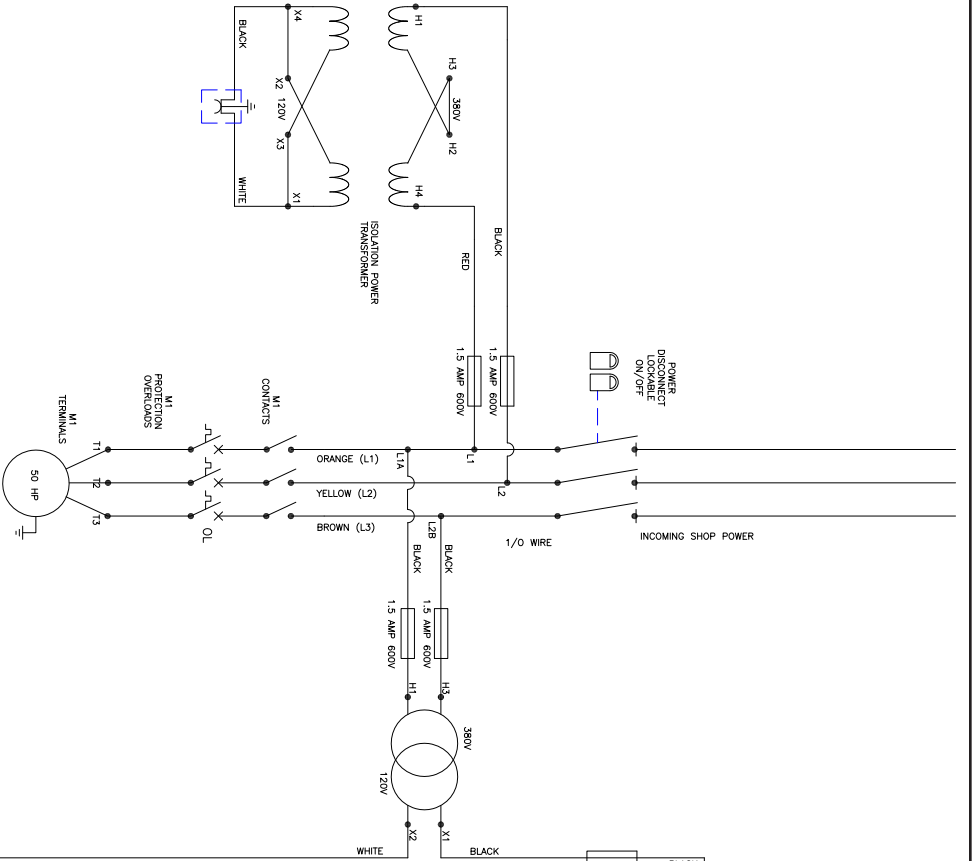 X4
H1
BLACK
H3
X2
120V
380V
X3
H2
WHITE
X1
H4
ISOLATION POWER
TRANSFORMER
RED
BLACK
1.5 AMP 600V
1.5 AMP 600V
POWER
DISCONNECT
LOCKABLE
ON/OFF
M1
TERMINALS
M1
PROTECTION
OVERLOADS
M1
CONTACTS
T1
ORANGE (L1)
L1A
L1
50 HP
T2
YELLOW (L2)
L2
T3
OL
BROWN (L3)
L2B
1/O WIRE
INCOMING SHOP POWER
BLACK
BLACK
1.5 AMP 600V
1.5 AMP 600V
H1
H3
380V
120V
X2
X1
WHITE
BLACK